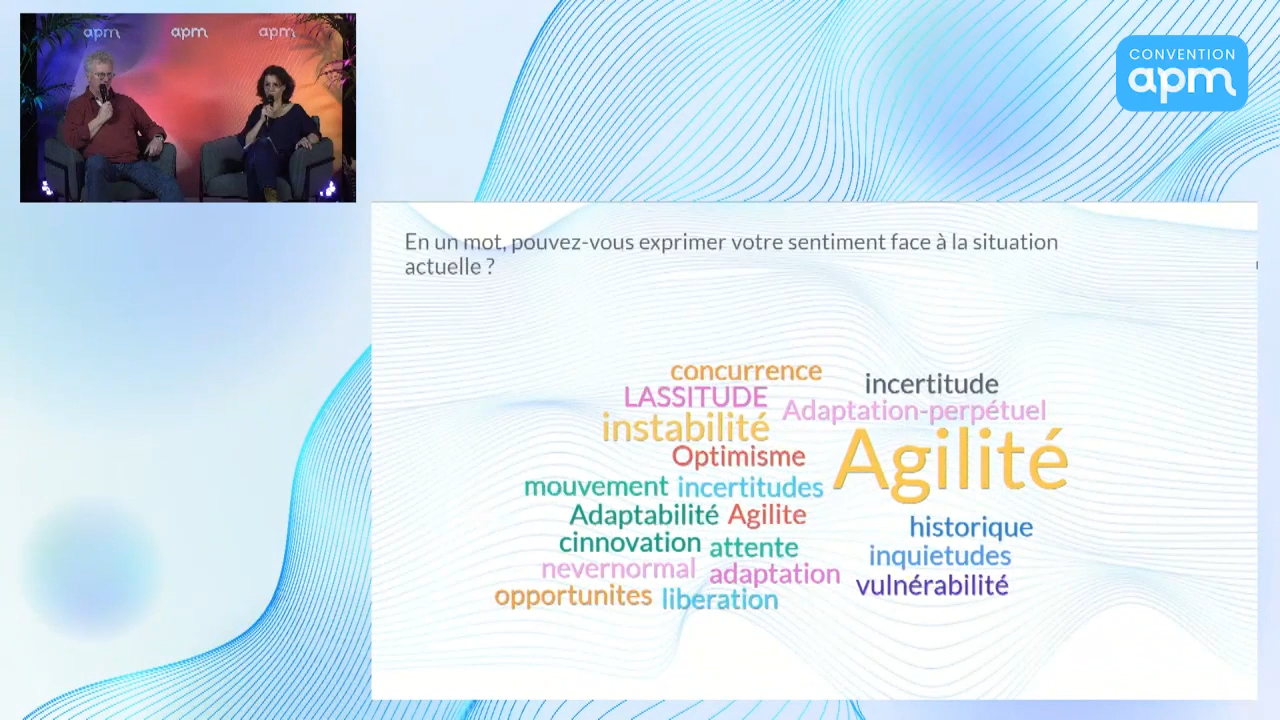 apm apm apm
CONVENTION
apm
En un mot, pouvez-vous exprimer votre sentiment face à la situation
actuelle ?
concurrence
incertitude
LASSITUDE
Adaptation-perpétuel
instabilité
Optimisme
Agilité
mouvement
incertitudes
Adaptabilité
Agilite
historique
cinnovation
attente
inquietudes
nevernormal
adaptation
vulnérabilité
opportunites
liberation